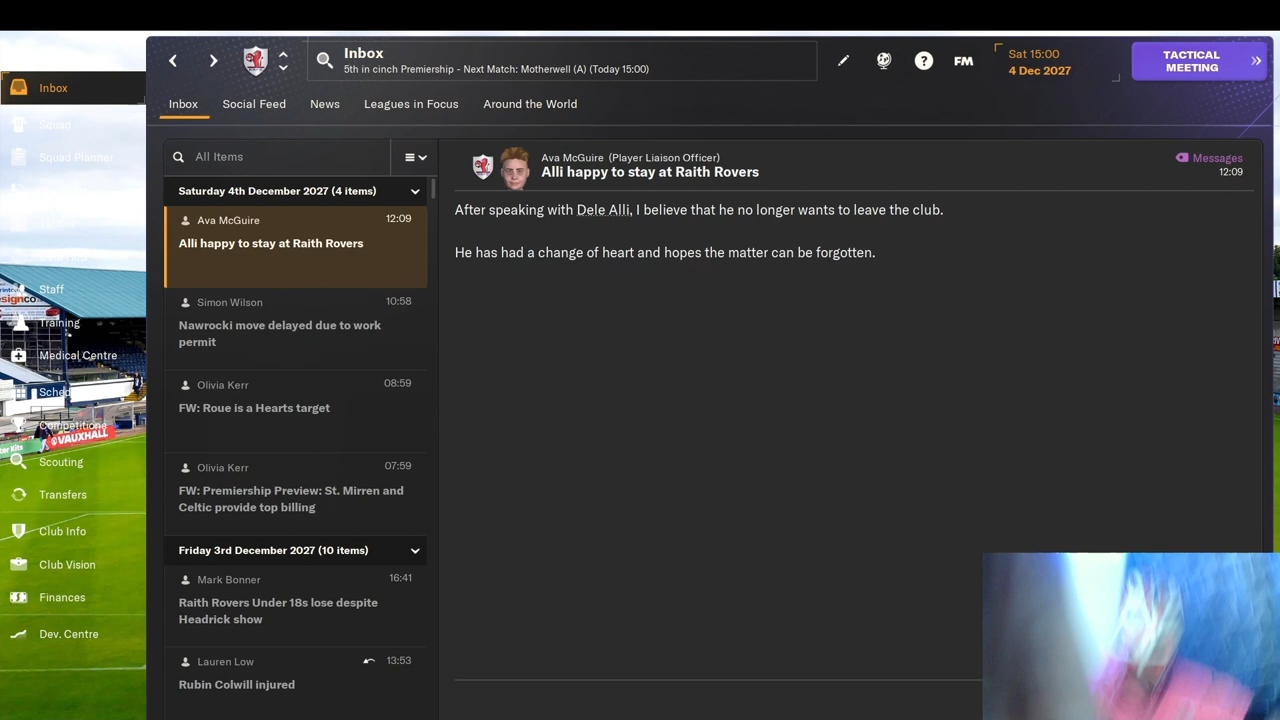 Inbox
5th in cinch Premiership - Next Match: Motherwell (A) (Today 15:00)
FM
Sat 15:00
4 Dec 2027
TACTICAL
MEETING
Inbox
Social Feed
News
Leagues in Focus
Around the World
Inbox
Squad
Squad Planner
Staff
Training
Medical Centre
Competitions
Scouting
Transfers
Club Info
Club Vision
Finances
Dev. Centre
VAUXHALL
All Items
Saturday 4th December 2027 (4 items)
Ava McGuire 12:09
Alli happy to stay at Raith Rovers
Simon Wilson 10:58
Nawrocki move delayed due to work
permit
Olivia Kerr 08:59
FW: Roue is a Hearts target
Olivia Kerr 07:59
FW: Premiership Preview: St. Mirren and
Celtic provide top billing
Friday 3rd December 2027 (10 items)
Mark Bonner 16:41
Raith Rovers Under 18s lose despite
Headrick show
Lauren Low 13:53
Rubin Colwill injured
Ava McGuire (Player Liaison Officer)
Alli happy to stay at Raith Rovers
Messages
12:09
After speaking with Dele Alli, I believe that he no longer wants to leave the club.
He has had a change of heart and hopes the matter can be forgotten.